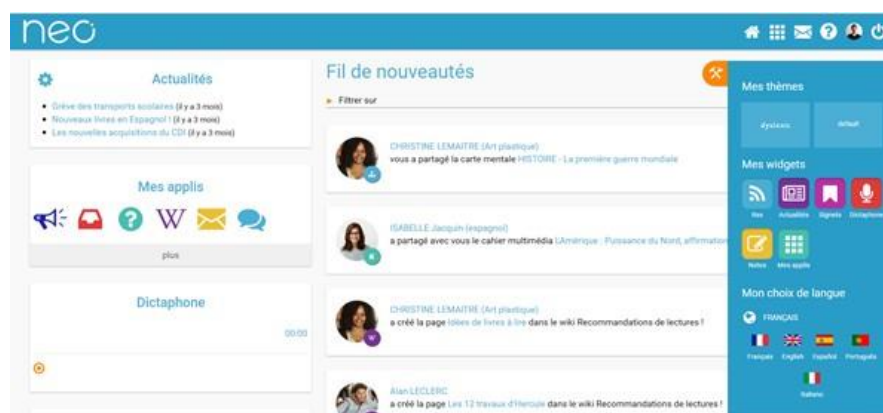 neo
Actualités
Grève des transports scolaires (il y a 3 mois)
Nouveaux livres en Espagnol ! (il y a 3 mois)
Les nouvelles acquisitions du CDI (il y a 3 mois)
Mes applis
W
plus
Dictaphone
00:00
Fil de nouveautés
Filtrer sur
CHRISTINE LEMAITRE (Art plastique)
vous a partagé la carte mentale HISTOIRE - La première guerre mondiale
ISABELLE Jacquin (espagnol)
a partagé avec vous le cahier multimédia L'Amérique : Puissance du Nord, affirmation
CHRISTINE LEMAITRE (Art plastique)
a créé la page Idées de livres à lire dans le wiki Recommandations de lectures !
Alan LECLERC
a créé la page Les 12 travaux d'Hercule dans le wiki Recommandations de lectures !
Mes thèmes
dyslexic default
Mes widgets
Rss Actualités Signets Dictaphone
Notes Mes applis
Mon choix de langue
FRANÇAIS
Français English Español Português
Italiano